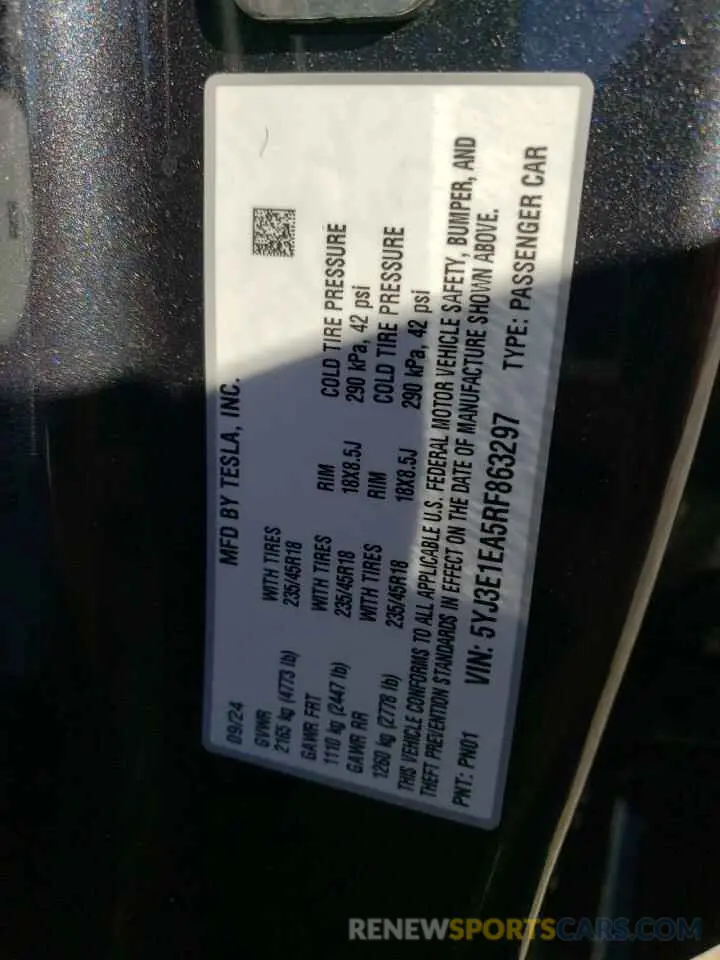 09/24 MFD BY TESLA, INC.
GVWR WITH TIRES
2165 kg (4773 lb) 235/45R18
GAWR FRT WITH TIRES RIM COLD TIRE PRESSURE
1110 kg (2447 lb) 235/45R18 18X8.5J 290 kPa, 42 psi
GAWR RR WITH TIRES RIM COLD TIRE PRESSURE
1260 kg (2778 lb) 235/45R18 18X8.5J 290 kPa, 42 psi
THIS VEHICLE CONFORMS TO ALL APPLICABLE U.S. FEDERAL MOTOR VEHICLE SAFETY, BUMPER, AND
THEFT PREVENTION STANDARDS IN EFFECT ON THE DATE OF MANUFACTURE SHOWN ABOVE.
PNT: PN01 VIN: 5YJ3E1EA5RF863297 TYPE: PASSENGER CAR
RENEWSPORTSCARS.COM